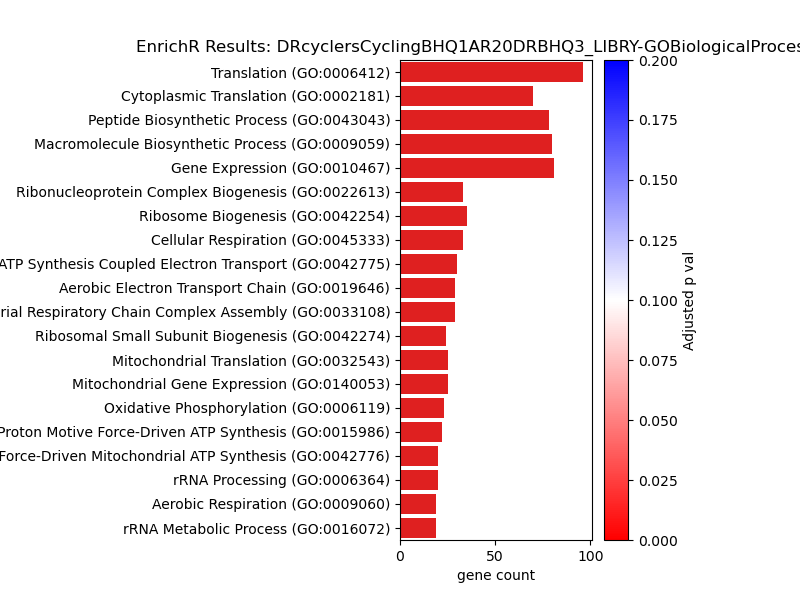 EnrichR Results: DRcyclersCyclingBHQ1AR20DRBHQ3_LIBRY-GOBiologicalProces
Translation (GO:0006412)
Cytoplasmic Translation (GO:0002181)
Peptide Biosynthetic Process (GO:0043043)
Macromolecule Biosynthetic Process (GO:0009059)
Gene Expression (GO:0010467)
Ribonucleoprotein Complex Biogenesis (GO:0022613)
Ribosome Biogenesis (GO:0042254)
Cellular Respiration (GO:0045333)
ATP Synthesis Coupled Electron Transport (GO:0042775)
Aerobic Electron Transport Chain (GO:0019646)
rial Respiratory Chain Complex Assembly (GO:0033108)
Ribosomal Small Subunit Biogenesis (GO:0042274)
Mitochondrial Translation (GO:0032543)
Mitochondrial Gene Expression (GO:0140053)
Oxidative Phosphorylation (GO:0006119)
Proton Motive Force-Driven ATP Synthesis (GO:0015986)
Force-Driven Mitochondrial ATP Synthesis (GO:0042776)
rRNA Processing (GO:0006364)
Aerobic Respiration (GO:0009060)
rRNA Metabolic Process (GO:0016072)
0 50 100
gene count
0.200
0.175
0.150
0.125
0.100
0.075
0.050
0.025
0.000
Adjusted p val